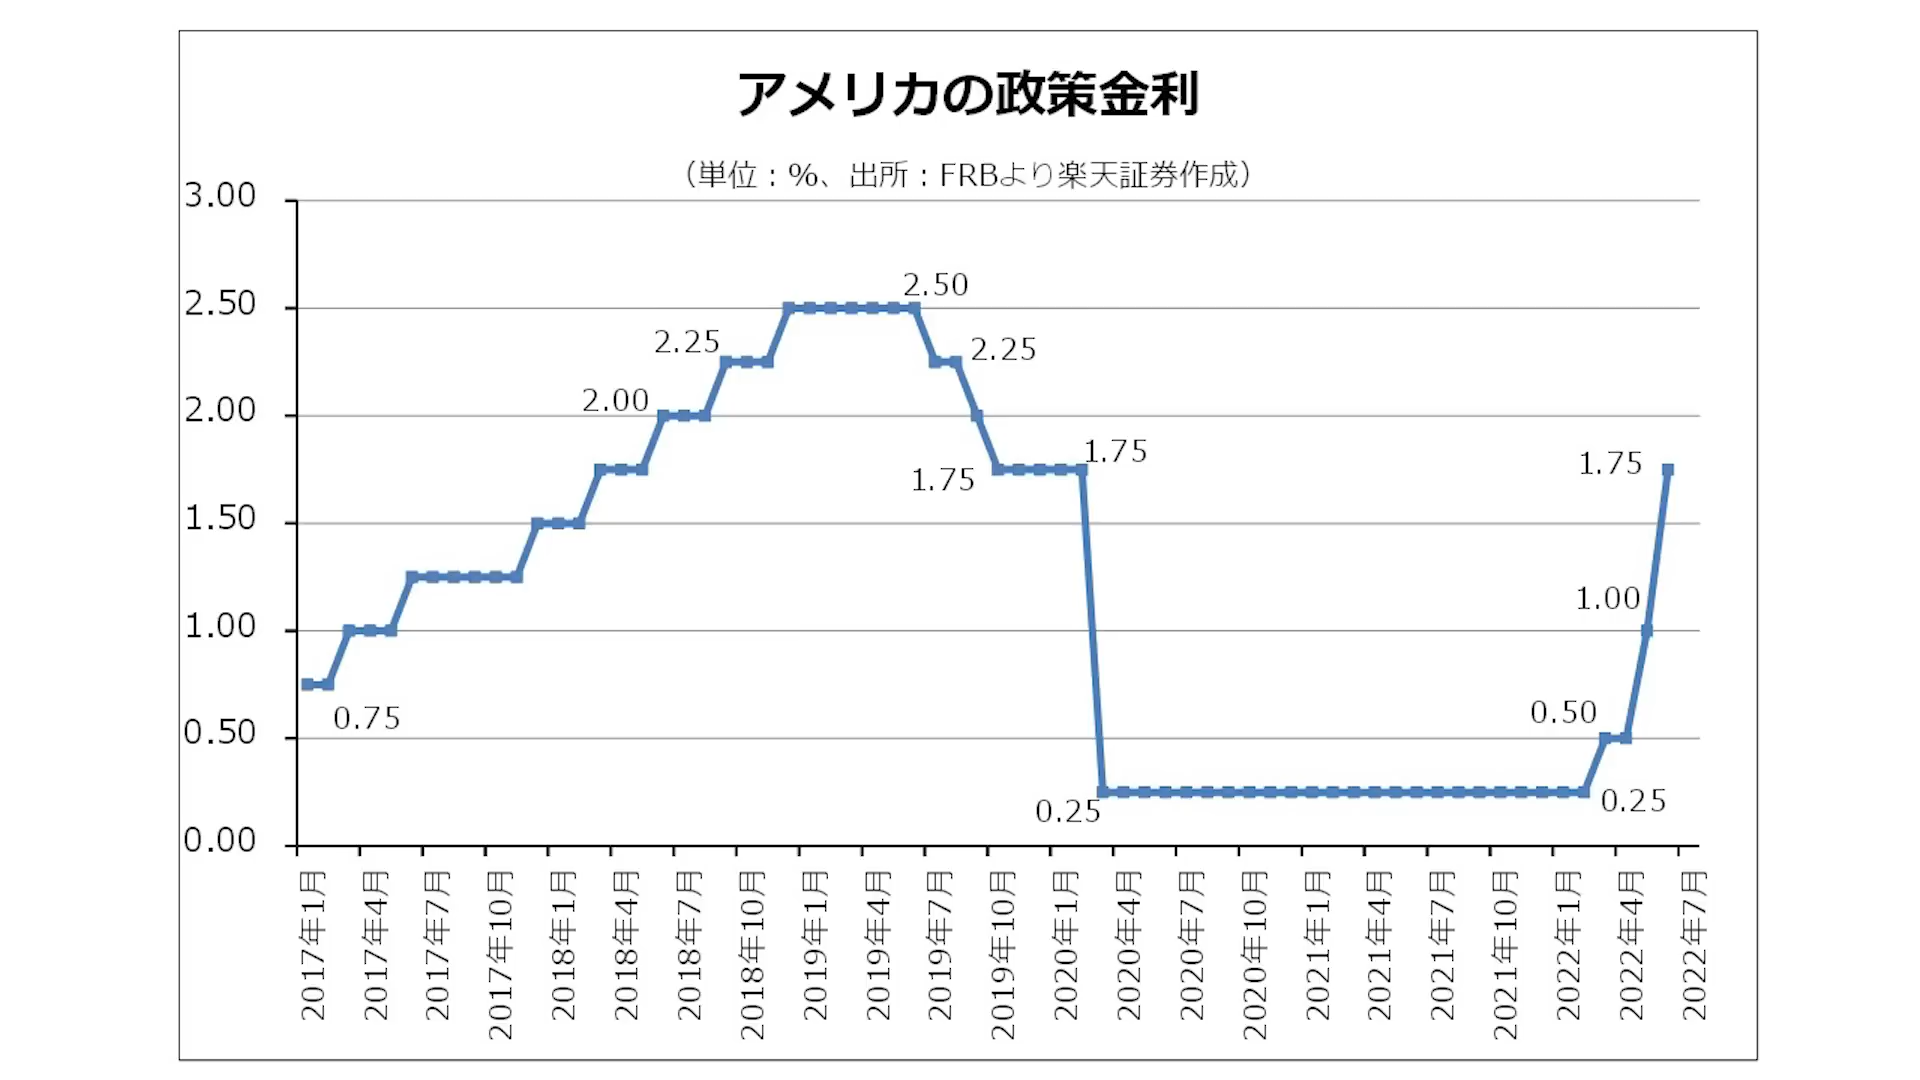 アメリカの政策金利
（単位：％、出所：FRBより楽天証券作成）
3.00
2.50
2.00
1.50
1.00
0.50
0.00
0.75
2.00
2.25
2.50
2.25
1.75
1.75
0.25
0.50
0.25
1.00
1.75
2017年1月
2017年4月
2017年7月
2017年10月
2018年1月
2018年4月
2018年7月
2018年10月
2019年1月
2019年4月
2019年7月
2019年10月
2020年1月
2020年4月
2020年7月
2020年10月
2021年1月
2021年4月
2021年7月
2021年10月
2022年1月
2022年4月
2022年7月